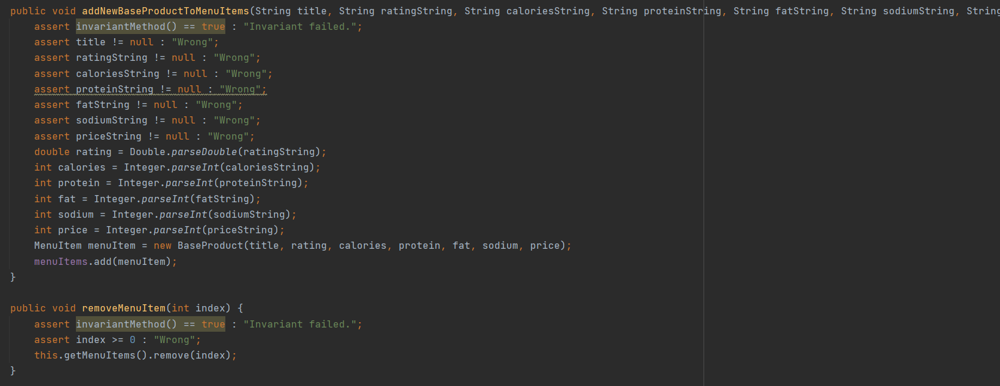 public void addNewBaseProductToMenuItems(String title, String ratingString, String caloriesString, String proteinString, String fatString, String sodiumString, String
    assert invariantMethod() == true : "Invariant failed.";
    assert title != null : "Wrong";
    assert ratingString != null : "Wrong";
    assert caloriesString != null : "Wrong";
    assert proteinString != null : "Wrong";
    assert fatString != null : "Wrong";
    assert sodiumString != null : "Wrong";
    assert priceString != null : "Wrong";
    double rating = Double.parseDouble(ratingString);
    int calories = Integer.parseInt(caloriesString);
    int protein = Integer.parseInt(proteinString);
    int fat = Integer.parseInt(fatString);
    int sodium = Integer.parseInt(sodiumString);
    int price = Integer.parseInt(priceString);
    MenuItem menuItem = new BaseProduct(title, rating, calories, protein, fat, sodium, price);
    menuItems.add(menuItem);
}
public void removeMenuItem(int index) {
    assert invariantMethod() == true : "Invariant failed.";
    assert index >= 0 : "Wrong";
    this.getMenuItems().remove(index);
}